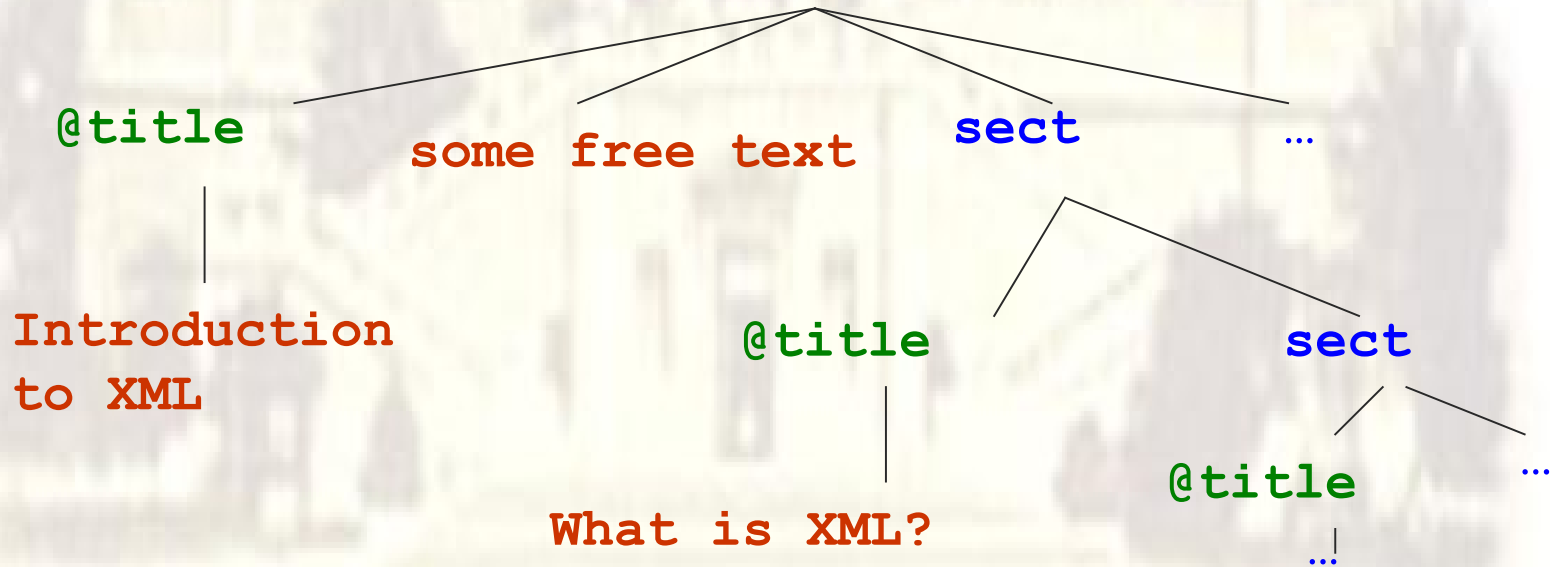 @title
some free text
sect
...
Introduction
to XML
@title
sect
What is XML?
@title
...
...